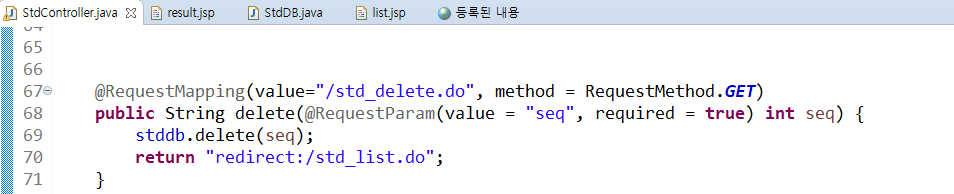 StdController.java result.jsp StdDB.java list.jsp 등록된 내용
64
65
66
67 @RequestMapping(value="/std_delete.do", method = RequestMethod.GET)
68 public String delete(@RequestParam(value = "seq", required = true) int seq) {
69 stddb.delete(seq);
70 return "redirect:/std_list.do";
71 }